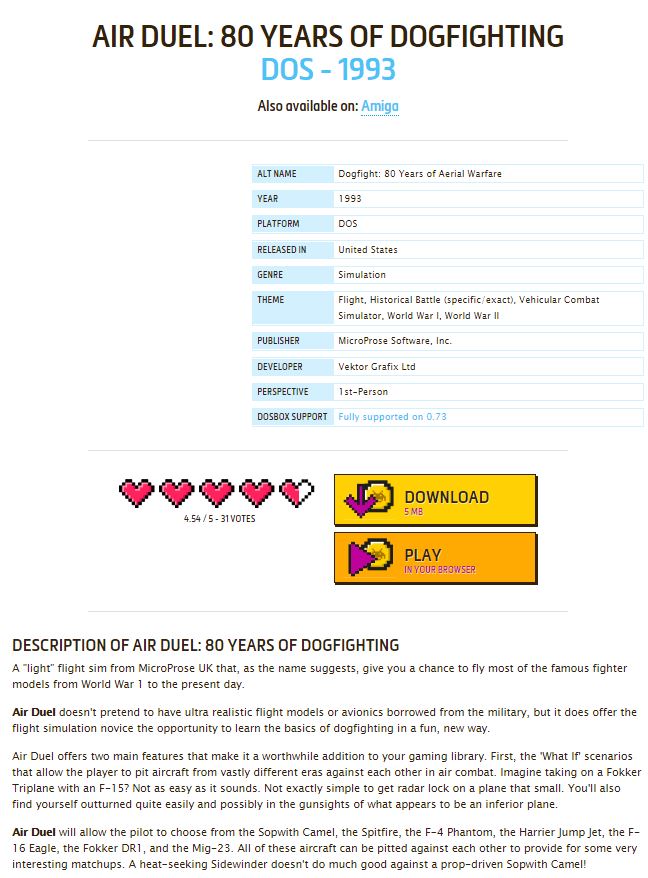 AIR DUEL: 80 YEARS OF DOGFIGHTING
DOS - 1993
Also available on: Amiga
ALT NAME Dogfight: 80 Years of Aerial Warfare
YEAR 1993
PLATFORM DOS
RELEASED IN United States
GENRE Simulation
THEME Flight, Historical Battle (specific/exact), Vehicular Combat
Simulator, World War I, World War II
PUBLISHER MicroProse Software, Inc.
DEVELOPER Vektor Grafix Ltd
PERSPECTIVE 1st-Person
DOSBOX SUPPORT Fully supported on 0.73
4.54 / 5 - 31 VOTES
DOWNLOAD
5 MB
PLAY
IN YOUR BROWSER
DESCRIPTION OF AIR DUEL: 80 YEARS OF DOGFIGHTING
A "light" flight sim from MicroProse UK that, as the name suggests, give you a chance to fly most of the famous fighter
models from World War 1 to the present day.
Air Duel doesn't pretend to have ultra realistic flight models or avionics borrowed from the military, but it does offer the
flight simulation novice the opportunity to learn the basics of dogfighting in a fun, new way.
Air Duel offers two main features that make it a worthwhile addition to your gaming library. First, the 'What If' scenarios
that allow the player to pit aircraft from vastly different eras against each other in air combat. Imagine taking on a Fokker
Triplane with an F-15? Not as easy as it sounds. Not exactly simple to get radar lock on a plane that small. You'll also
find yourself outturned quite easily and possibly in the gunsights of what appears to be an inferior plane.
Air Duel will allow the pilot to choose from the Sopwith Camel, the Spitfire, the F-4 Phantom, the Harrier Jump Jet, the F-
16 Eagle, the Fokker DR1, and the Mig-23. All of these aircraft can be pitted against each other to provide for some very
interesting matchups. A heat-seeking Sidewinder doesn't do much good against a prop-driven Sopwith Camel!